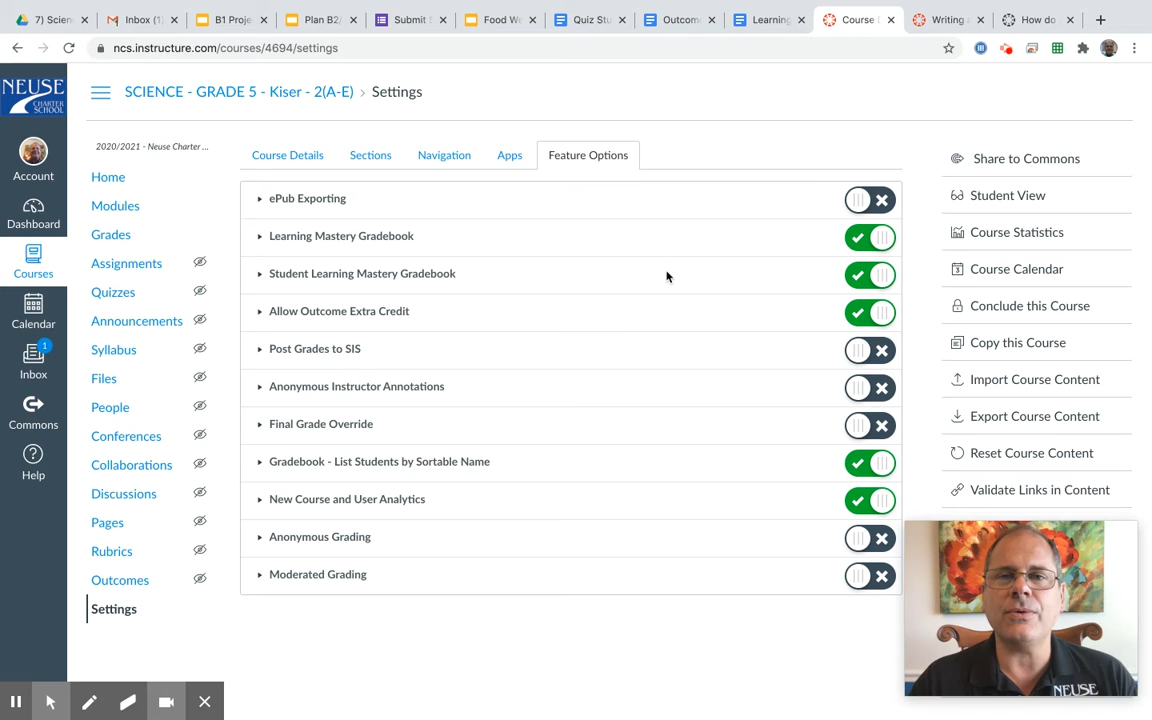 7) Scien
Inbox (1)
B1 Proje
Plan B2/
Submit
Food We
Quiz Stu
Outcom
Learning
Course
Writing
How do
ncs.instructure.com/courses/4694/settings
NEUSE
CHARTER
SCHOOL
SCIENCE - GRADE 5 - Kiser - 2(A-E) › Settings
Account
Dashboard
Courses
Calendar
1
Inbox
Commons
Help
2020/2021 - Neuse Charter ...
Home
Modules
Grades
Assignments
Quizzes
Announcements
Syllabus
Files
People
Conferences
Collaborations
Discussions
Pages
Rubrics
Outcomes
Settings
Course Details
Sections
Navigation
Apps
Feature Options
ePub Exporting
Learning Mastery Gradebook
Student Learning Mastery Gradebook
Allow Outcome Extra Credit
Post Grades to SIS
Anonymous Instructor Annotations
Final Grade Override
Gradebook - List Students by Sortable Name
New Course and User Analytics
Anonymous Grading
Moderated Grading
Share to Commons
Student View
Course Statistics
Course Calendar
Conclude this Course
Copy this Course
Import Course Content
Export Course Content
Reset Course Content
Validate Links in Content
NEUSE